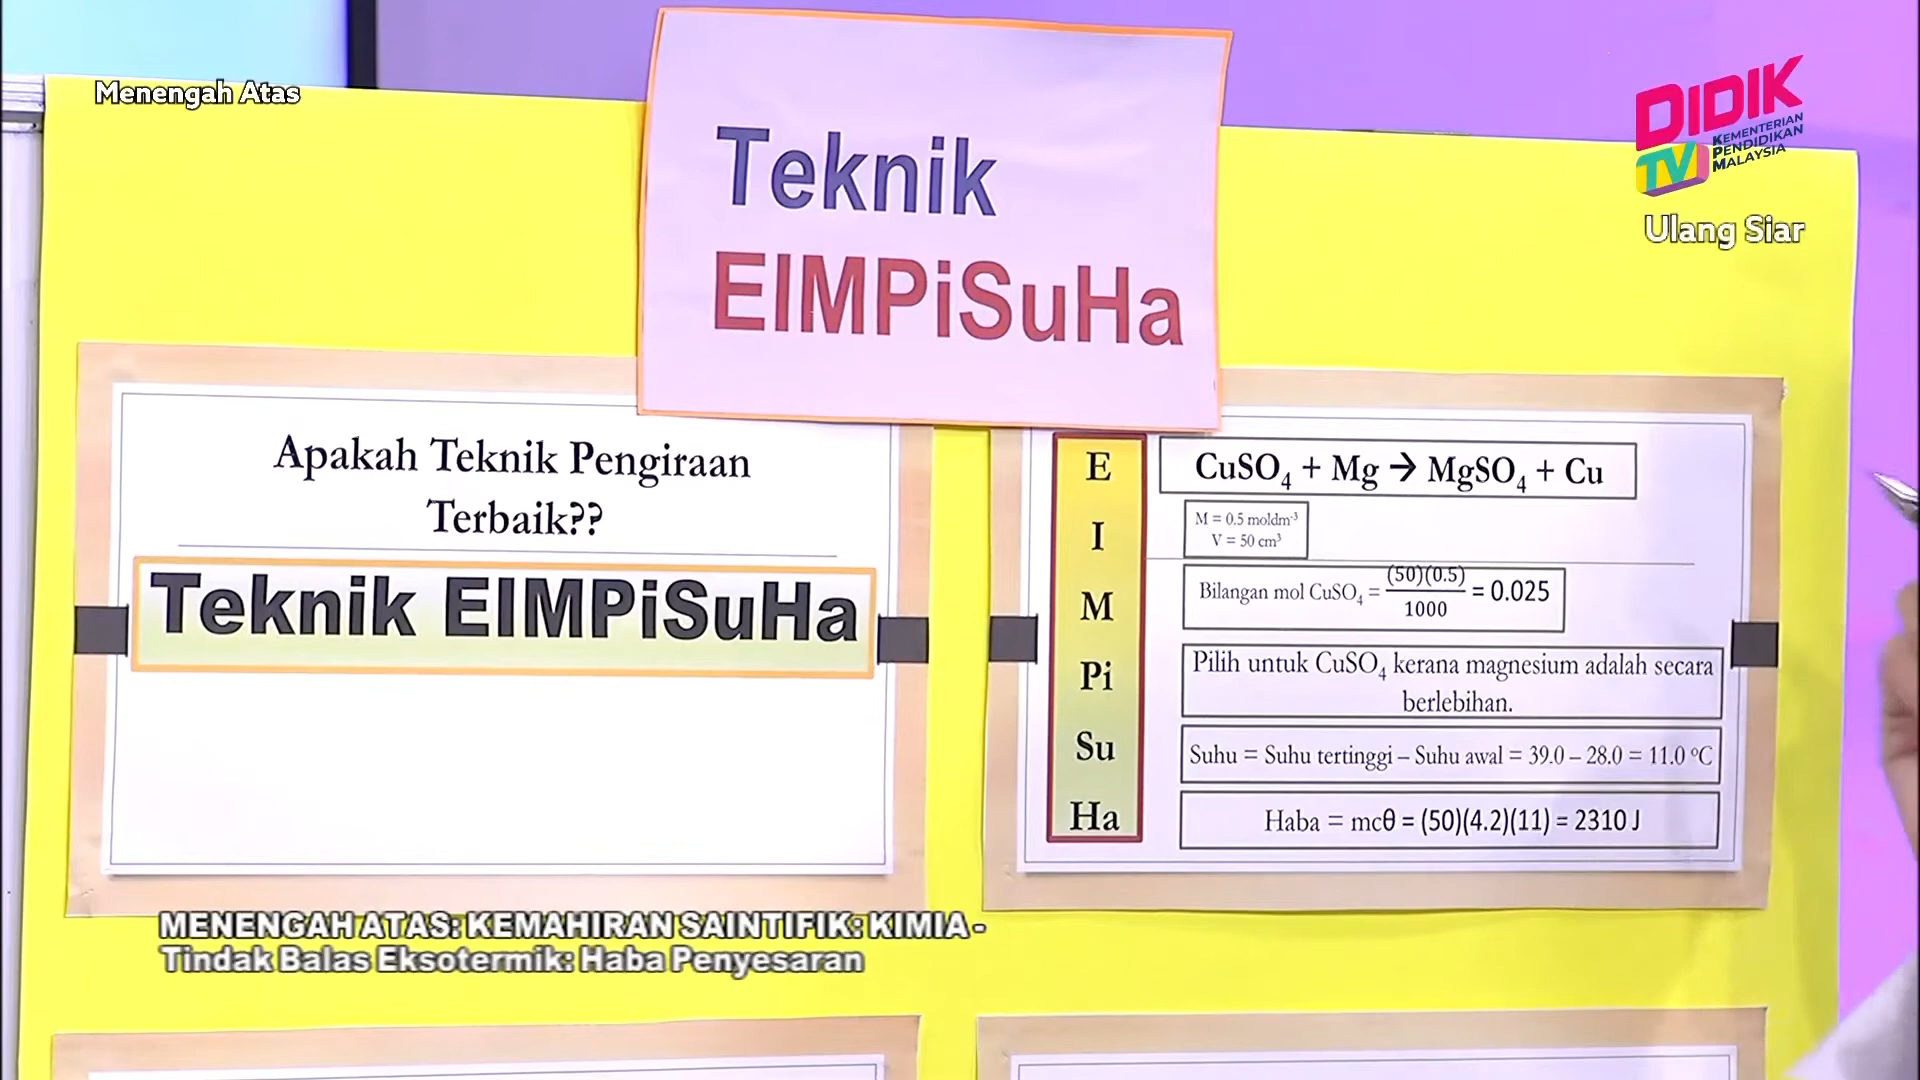 Menengah Atas
DIDIK
TV
KEMENTERIAN
PENDIDIKAN
MALAYSIA
Ulang Siar
Teknik
EIMPiSuHa
Apakah Teknik Pengiraan
Terbaik??
Teknik EIMPiSuHa
E
CuSO₄ + Mg → MgSO₄ + Cu
I
M = 0.5 moldm⁻³
V = 50 cm³
M
Bilangan mol CuSO₄ = (50)(0.5)/1000 = 0.025
Pi
Pilih untuk CuSO₄ kerana magnesium adalah secara
berlebihan.
Su
Suhu = Suhu tertinggi – Suhu awal = 39.0 – 28.0 = 11.0 ⁰C
Ha
Haba = mcθ = (50)(4.2)(11) = 2310 J
MENENGAH ATAS: KEMAHIRAN SAINTIFIK: KIMIA -
Tindak Balas Eksotermik: Haba Penyesaran